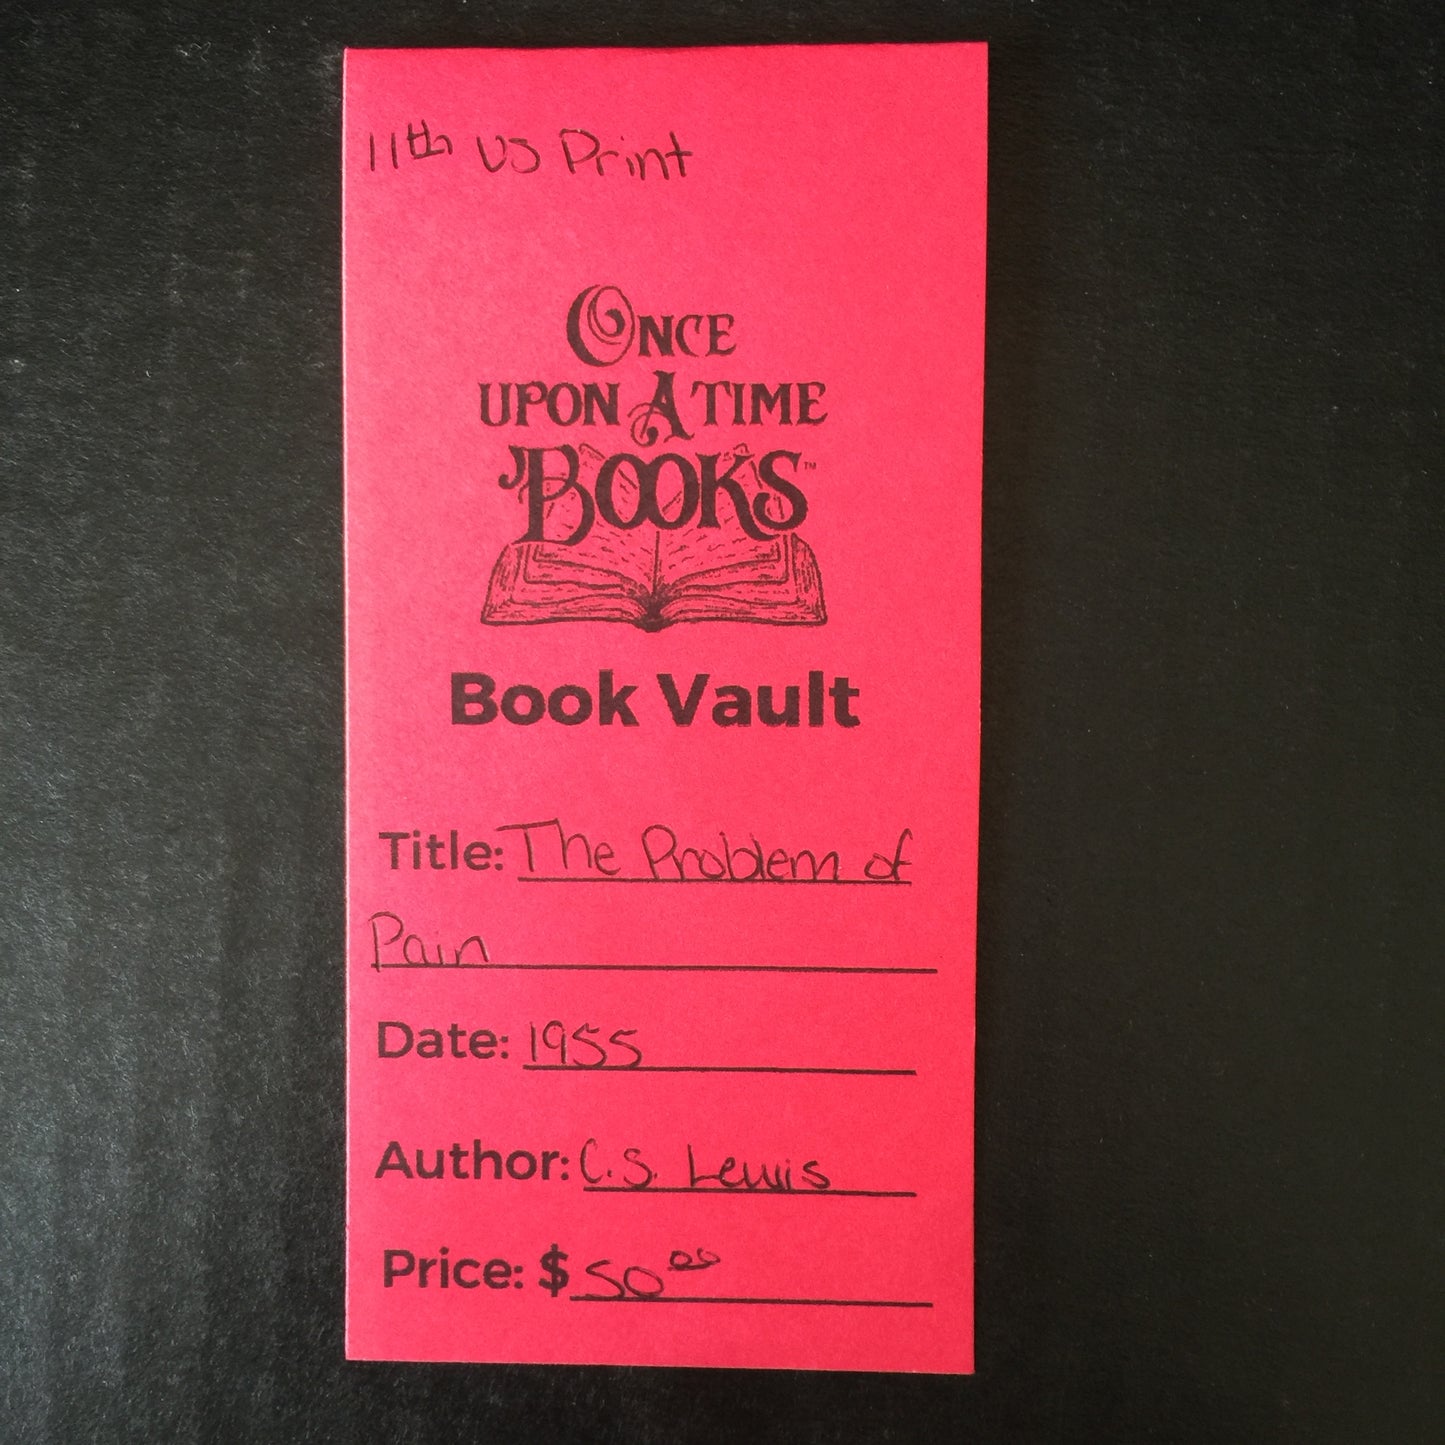 11th US Print
ONCE
UPON A TIME
BOOKS™
Book Vault
Title: The Problem of
Pain
Date: 1955
Author: C.S. Lewis
Price: $50.00